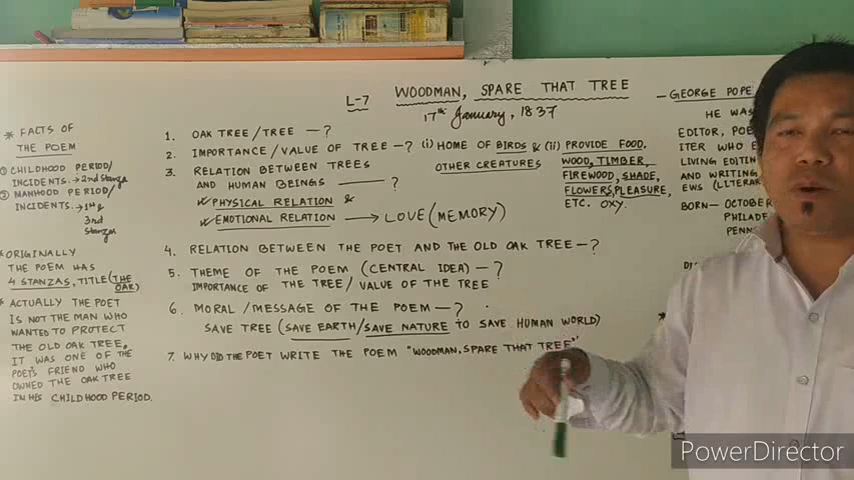 L-7 WOODMAN, SPARE THAT TREE
17th January, 1837
* FACTS OF
THE POEM
① CHILDHOOD PERIOD/
INCIDENTS. → 2nd Stanza
② MANHOOD PERIOD/
INCIDENTS. → 1st &
3rd
Stanzas
* ORIGINALLY
THE POEM HAS
4 STANZAS, TITLE (THE
OAK)
* ACTUALLY THE POET
IS NOT THE MAN WHO
WANTED TO PROTECT
THE OLD OAK TREE,
IT WAS ONE OF THE
POET'S FRIEND WHO
OWNED THE OAK TREE
IN HIS CHILDHOOD PERIOD.
1. OAK TREE/TREE —?
2. IMPORTANCE/VALUE OF TREE —? (i) HOME OF BIRDS & (ii) PROVIDE FOOD.
OTHER CREATURES WOOD, TIMBER,
FIREWOOD, SHADE,
FLOWERS, PLEASURE,
ETC. OXY.
3. RELATION BETWEEN TREES
AND HUMAN BEINGS —?
✓ PHYSICAL RELATION &
✓ EMOTIONAL RELATION → LOVE (MEMORY)
4. RELATION BETWEEN THE POET AND THE OLD OAK TREE —?
5. THEME OF THE POEM (CENTRAL IDEA) —?
IMPORTANCE OF THE TREE / VALUE OF THE TREE
6. MORAL /MESSAGE OF THE POEM —?
SAVE TREE (SAVE EARTH/SAVE NATURE TO SAVE HUMAN WORLD)
7. WHY DID THE POET WRITE THE POEM "WOODMAN, SPARE THAT TREE"
— GEORGE POPE
HE WAS
EDITOR, POE
ITER WHO E
LIVING EDITIN
AND WRITING
EWS (LITERA
BORN— OCTOBER
PHILADE
PENN
PowerDirector